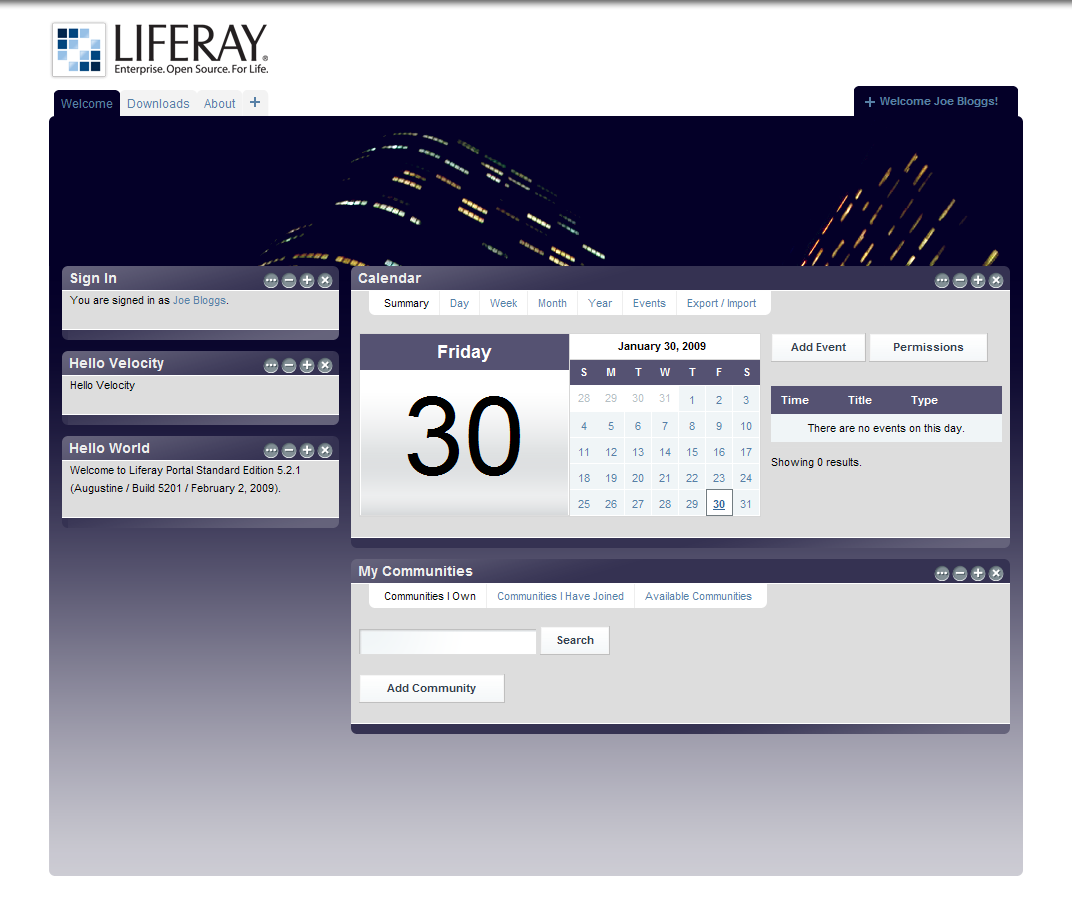 LIFERAY®
Enterprise. Open Source. For Life.
Welcome Downloads About +
+ Welcome Joe Bloggs!
Sign In
You are signed in as Joe Bloggs.
Hello Velocity
Hello Velocity
Hello World
Welcome to Liferay Portal Standard Edition 5.2.1
(Augustine / Build 5201 / February 2, 2009).
Calendar
Summary Day Week Month Year Events Export / Import
Friday
30
January 30, 2009
S M T W T F S
28 29 30 31 1 2 3
4 5 6 7 8 9 10
11 12 13 14 15 16 17
18 19 20 21 22 23 24
25 26 27 28 29 30 31
Add Event Permissions
Time Title Type
There are no events on this day.
Showing 0 results.
My Communities
Communities I Own Communities I Have Joined Available Communities
Search
Add Community